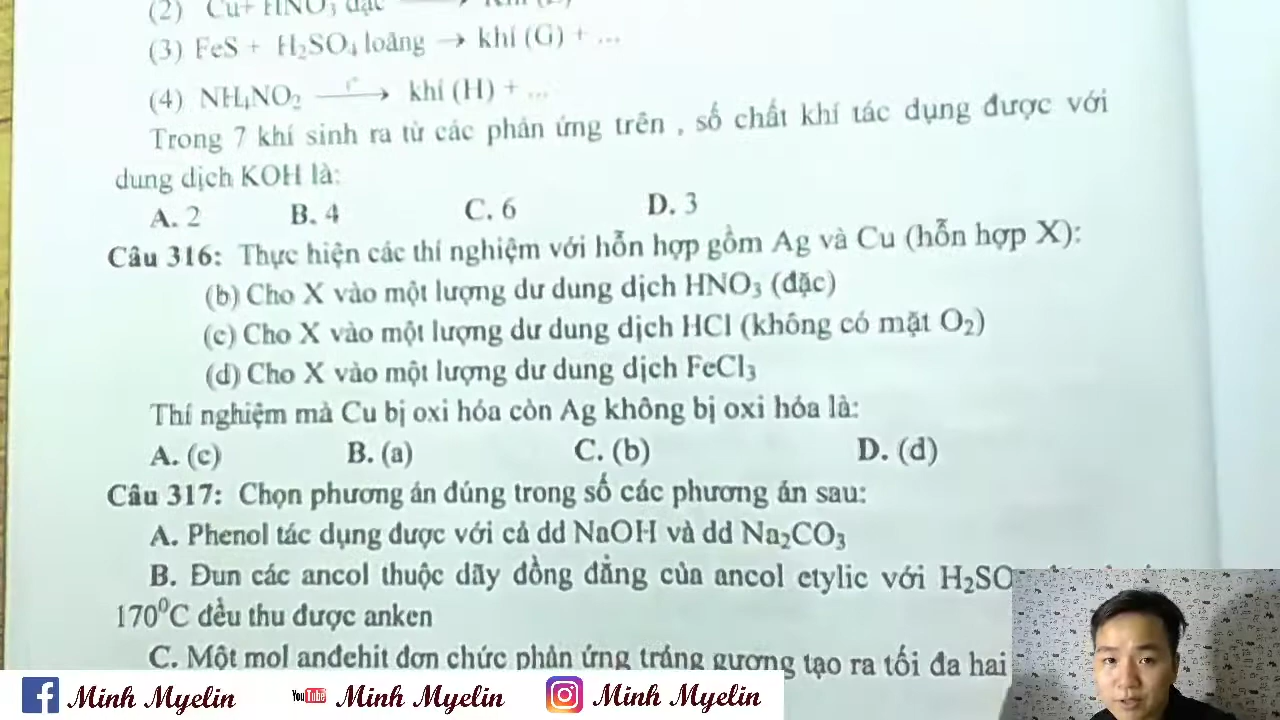 (2) Cu+ HNO3 đặc
(3) FeS + H2SO4 loãng → khí (G) + ...
(4) NH4NO2 t° → khí (H) + ...
Trong 7 khí sinh ra từ các phản ứng trên , số chất khí tác dụng được với
dung dịch KOH là:
A. 2 B. 4 C. 6 D. 3
Câu 316: Thực hiện các thí nghiệm với hỗn hợp gồm Ag và Cu (hỗn hợp X):
(b) Cho X vào một lượng dư dung dịch HNO3 (đặc)
(c) Cho X vào một lượng dư dung dịch HCl (không có mặt O2)
(d) Cho X vào một lượng dư dung dịch FeCl3
Thí nghiệm mà Cu bị oxi hóa còn Ag không bị oxi hóa là:
A. (c) B. (a) C. (b) D. (d)
Câu 317: Chọn phương án đúng trong số các phương án sau:
A. Phenol tác dụng được với cả dd NaOH và dd Na2CO3
B. Đun các ancol thuộc dãy đồng đẳng của ancol etylic với H2SO
170⁰C đều thu được anken
C. Một mol anđehit đơn chức phản ứng tráng gương tạo ra tối đa hai
Minh Myelin YouTube Minh Myelin Minh Myelin